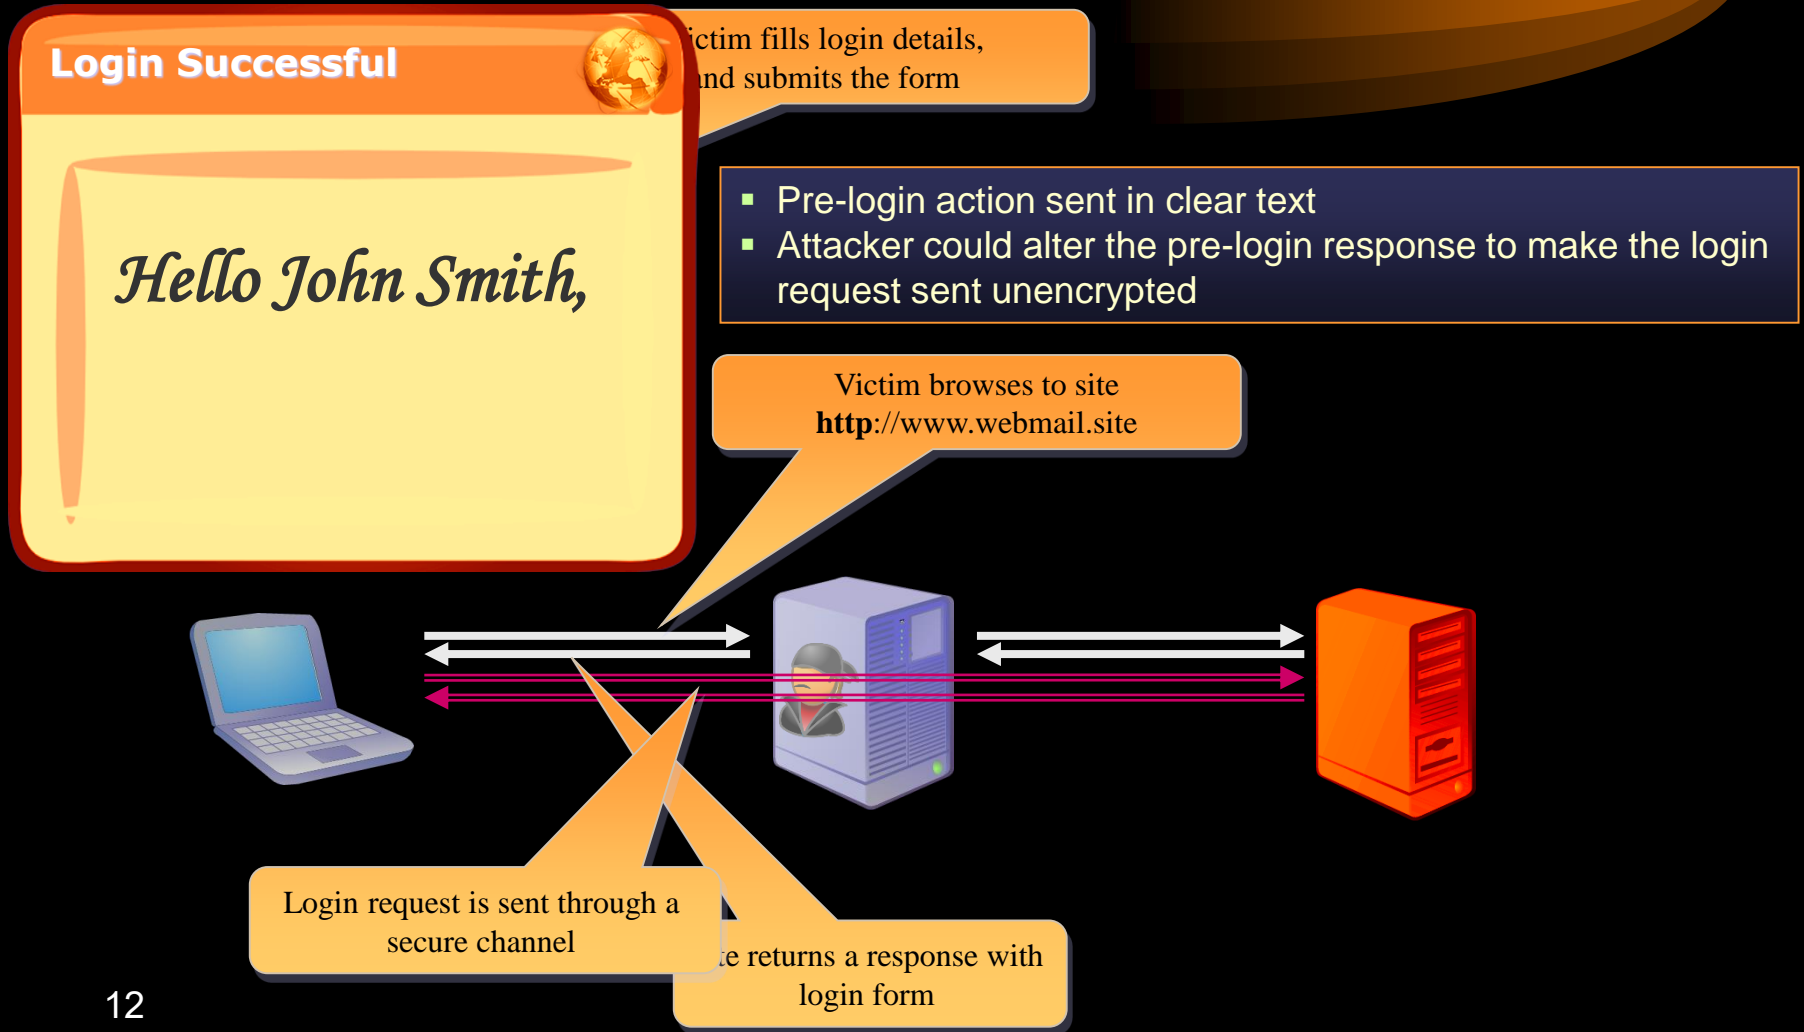 Login Successful
Hello John Smith,
fills login details,
submits the form
Pre-login action sent in clear text
Attacker could alter the pre-login response to make the login
request sent unencrypted
Victim browses to site
http://www.webmail.site
Login request is sent through a
secure channel
returns a response with
login form
12